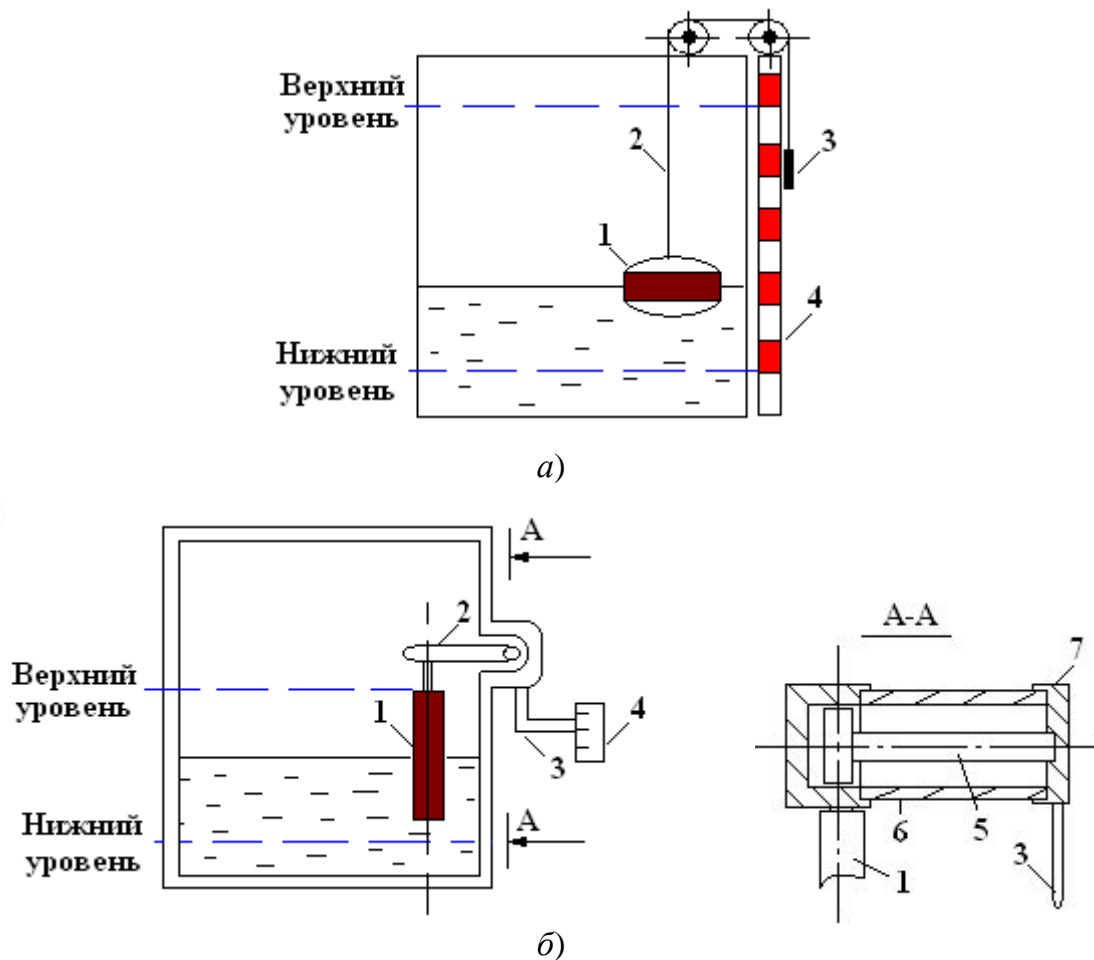 Верхний
уровень
2
3
1
4
Нижний
уровень
а)
А
2
А-А
7
Верхний
уровень
1
4
3
Нижний
уровень
А
6
5
1
3
б)